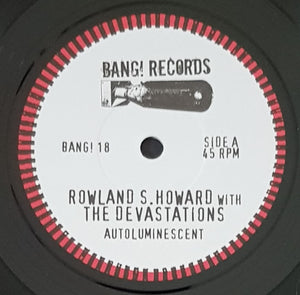 BANG! RECORDS
BANG! 18
SIDE A
45 RPM
ROWLAND S. HOWARD WITH
THE DEVASTATIONS
AUTOLUMINESCENT